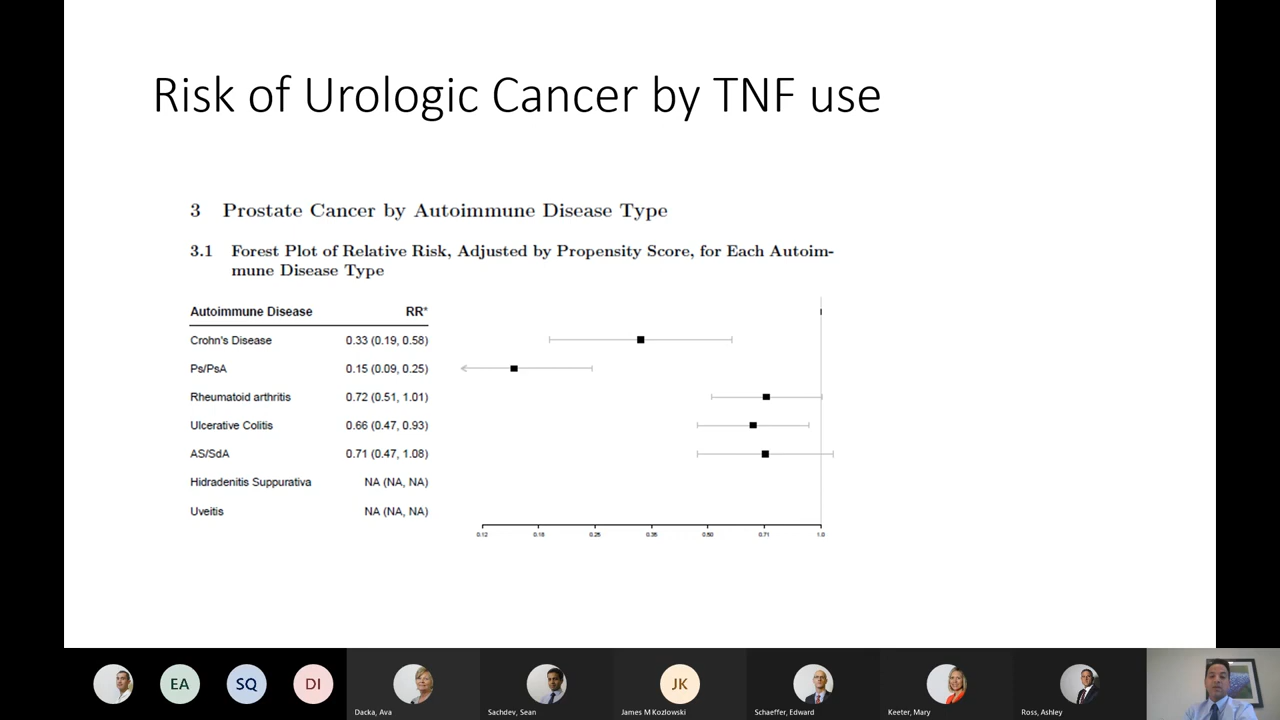 Risk of Urologic Cancer by TNF use
3 Prostate Cancer by Autoimmune Disease Type
3.1 Forest Plot of Relative Risk, Adjusted by Propensity Score, for Each Autoim-
mune Disease Type
Autoimmune Disease RR*
Crohn's Disease 0.33 (0.19, 0.58)
Ps/PsA 0.15 (0.09, 0.25)
Rheumatoid arthritis 0.72 (0.51, 1.01)
Ulcerative Colitis 0.66 (0.47, 0.93)
AS/SdA 0.71 (0.47, 1.08)
Hidradenitis Suppurativa NA (NA, NA)
Uveitis NA (NA, NA)
0.12 0.18 0.25 0.35 0.50 0.71 1.0
EA SQ DI JK
Dacka, Ava Sachdev, Sean James M Kozlowski Schaeffer, Edward Keeter, Mary Ross, Ashley